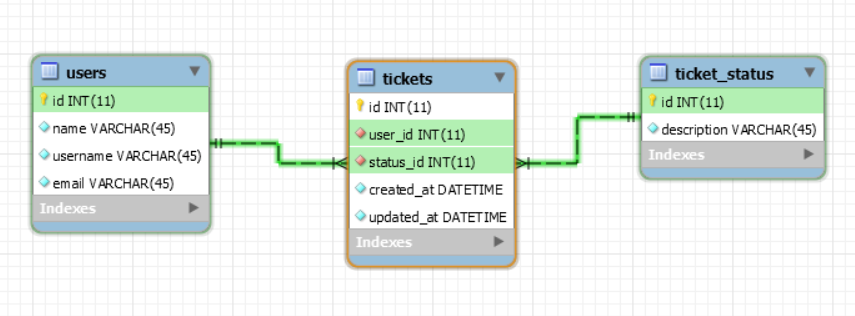 users
id INT(11)
name VARCHAR(45)
username VARCHAR(45)
email VARCHAR(45)
Indexes
tickets
id INT(11)
user_id INT(11)
status_id INT(11)
created_at DATETIME
updated_at DATETIME
Indexes
ticket_status
id INT(11)
description VARCHAR(45)
Indexes